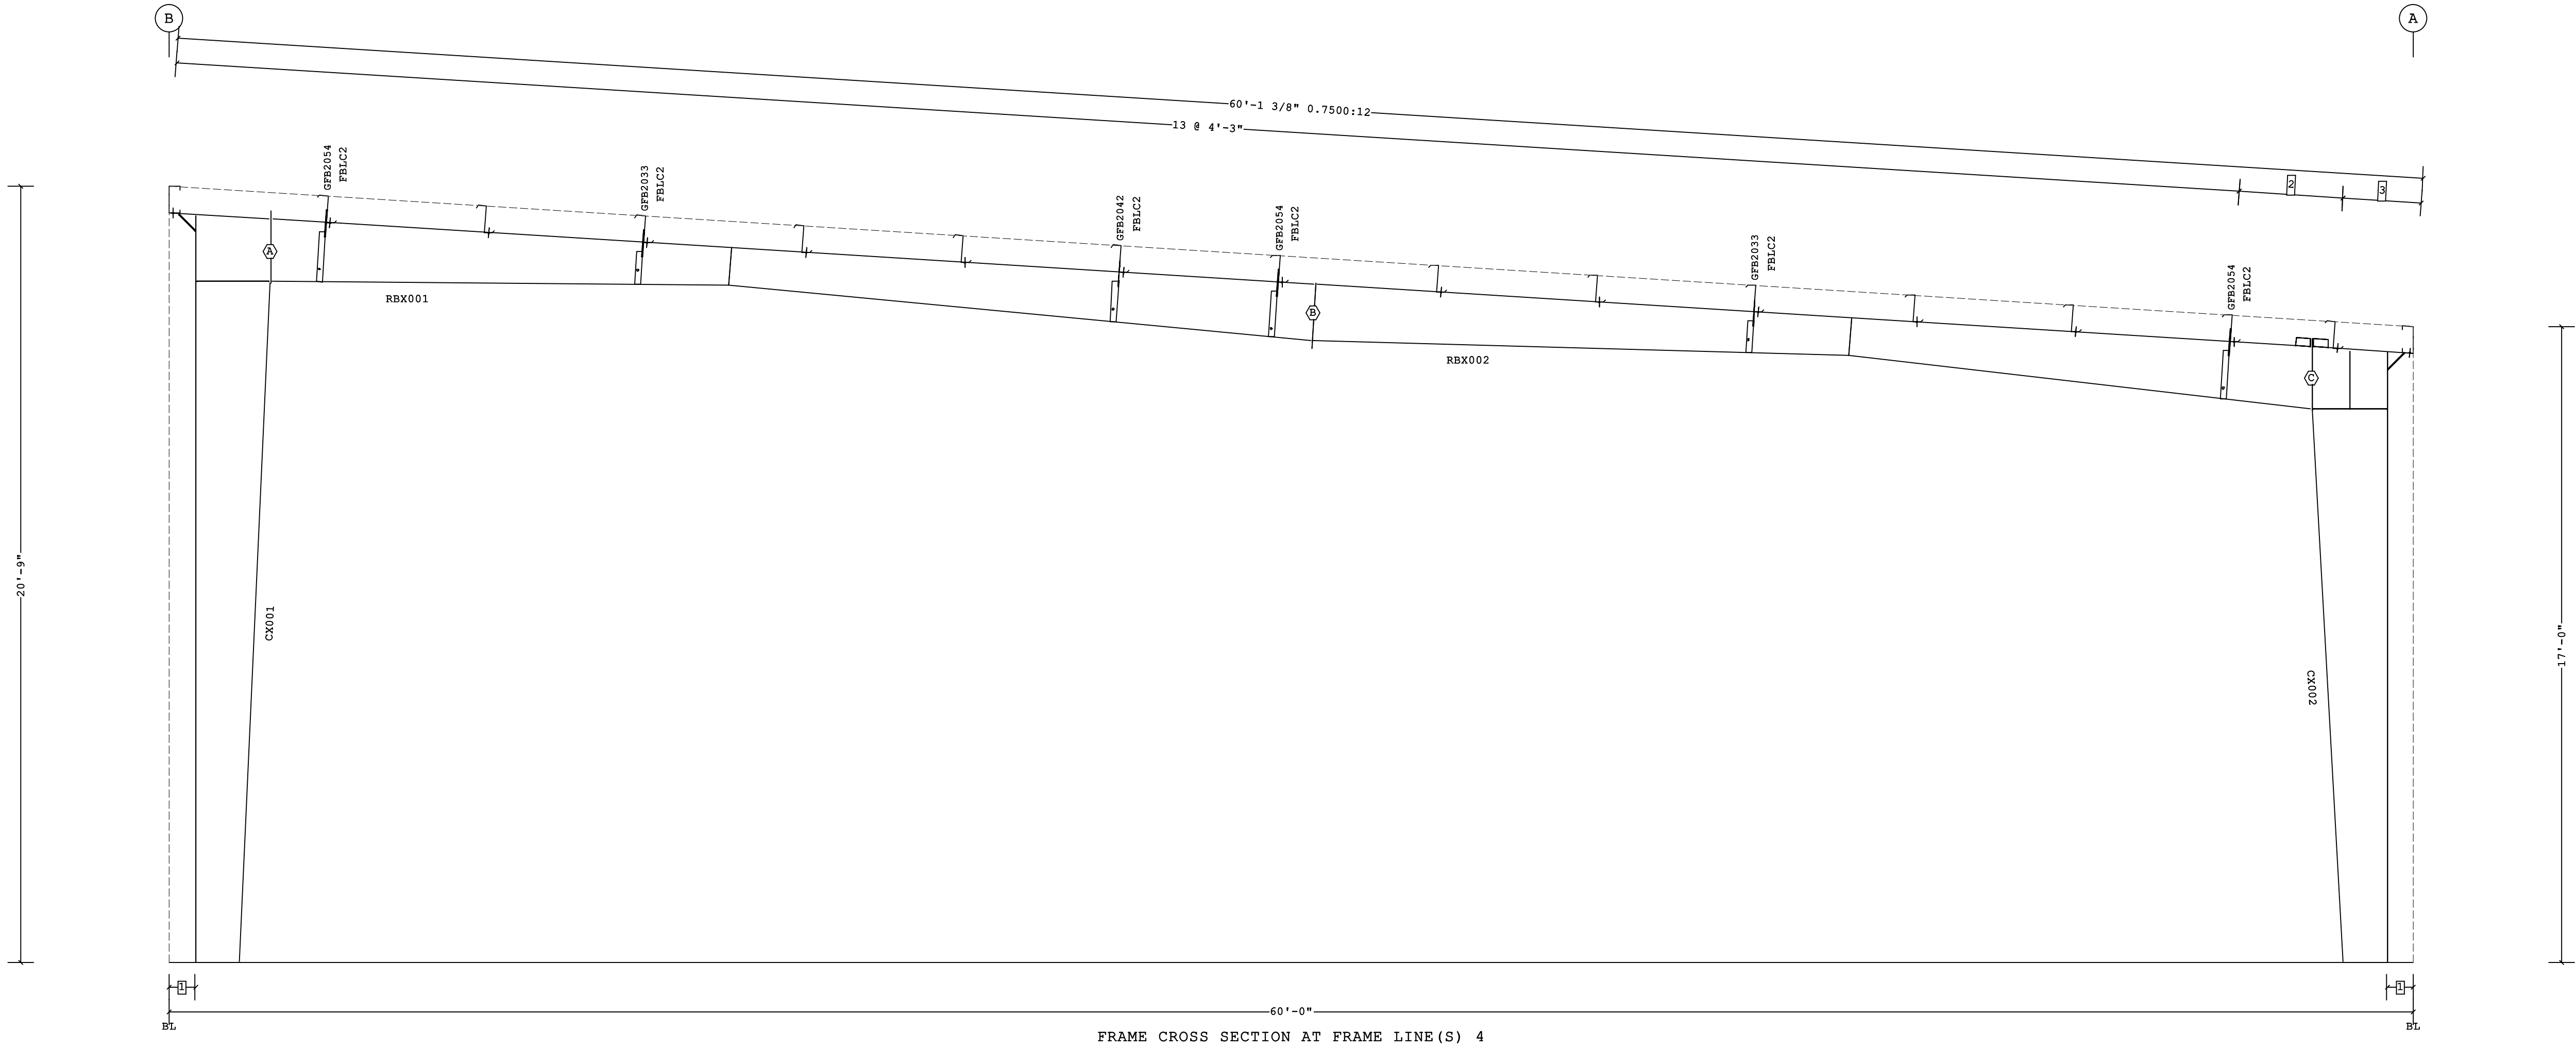 B
A
60'-1 3/8" 0.7500:12
13 @ 4'-3"
2
3
GFB2054
FBLC2
GFB2033
FBLC2
GFB2042
FBLC2
GFB2054
FBLC2
GFB2033
FBLC2
GFB2054
FBLC2
A
B
C
RBX001
RBX002
20'-9"
CX001
CX002
17'-0"
1
1
60'-0"
BL
BL
FRAME CROSS SECTION AT FRAME LINE(S) 4